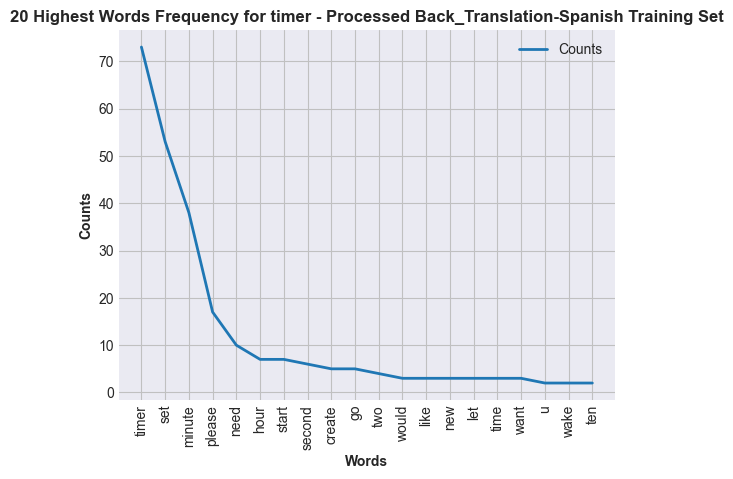 20 Highest Words Frequency for timer - Processed Back_Translation-Spanish Training Set
Counts
Counts
70
60
50
40
30
20
10
0
timer
set
minute
please
need
hour
start
second
create
go
two
would
like
new
let
time
want
u
wake
ten
Words